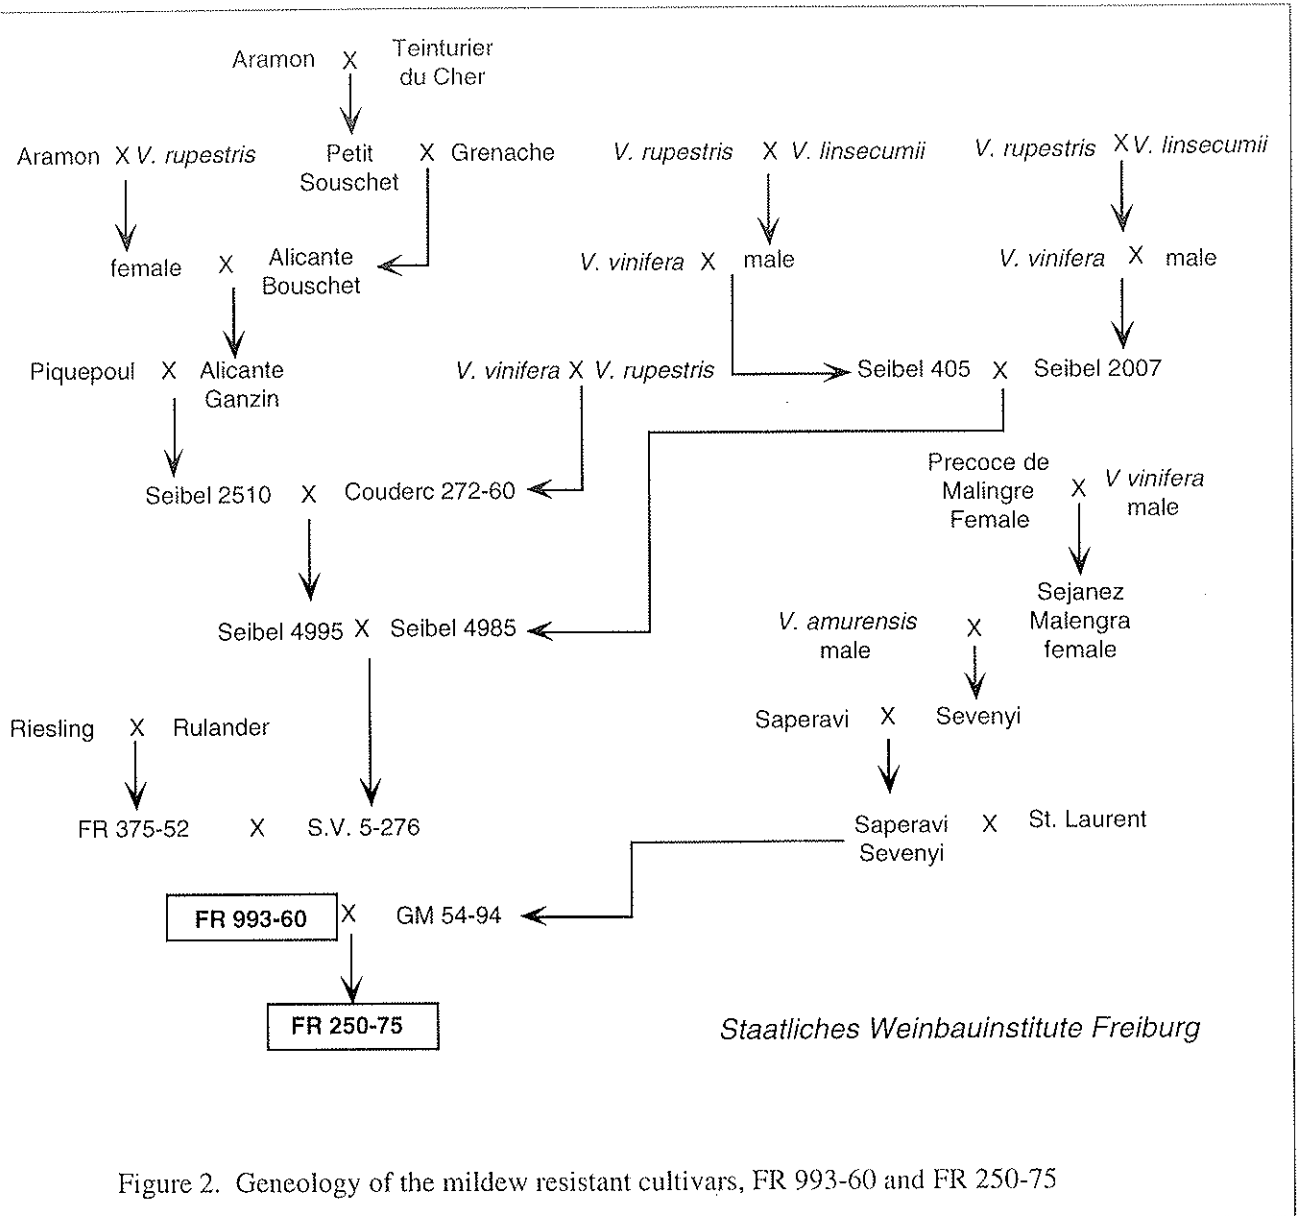 Aramon X Teinturier
du Cher
Aramon X V. rupestris
Petit X Grenache
Souschet
V. rupestris X V. linsecumii
V. rupestris X V. linsecumii
female X Alicante
Bouschet
V. vinifera X male
V. vinifera X male
Piquepoul X Alicante
Ganzin
V. vinifera X V. rupestris
Seibel 405 X Seibel 2007
Seibel 2510 X Couderc 272-60
Precoce de
Malingre X V vinifera
Female male
Seibel 4995 X Seibel 4985
Sejanez
V. amurensis X Malengra
male female
Saperavi X Sevenyi
Riesling X Rulander
FR 375-52 X S.V. 5-276
Saperavi X St. Laurent
Sevenyi
FR 993-60 X GM 54-94
FR 250-75
Staatliches Weinbauinstitute Freiburg
Figure 2. Geneology of the mildew resistant cultivars, FR 993-60 and FR 250-75